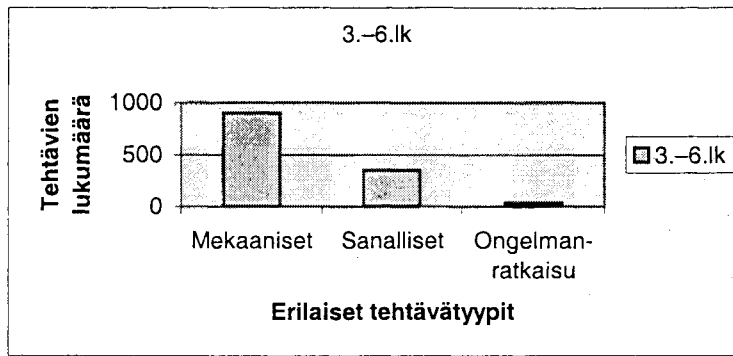 3.–6.lk
Tehtävien
lukumäärä
1000
500
0
Mekaaniset Sanalliset Ongelman-
ratkaisu
Erilaiset tehtävätyypit
3.–6.lk